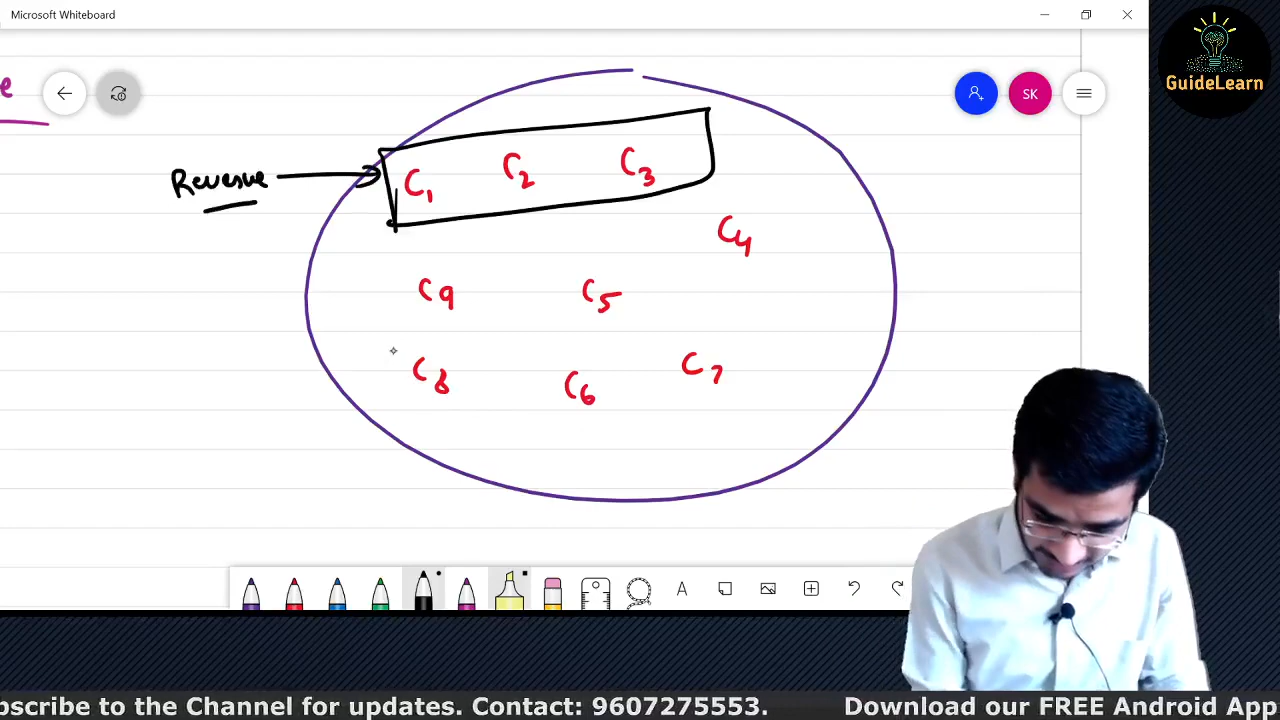 Microsoft Whiteboard
e
SK
GuideLearn
Revenue
C1 C2 C3
C4
C9 C5
C8 C6 C7
A
bscribe to the Channel for updates. Contact: 9607275553. Download our FREE Android App